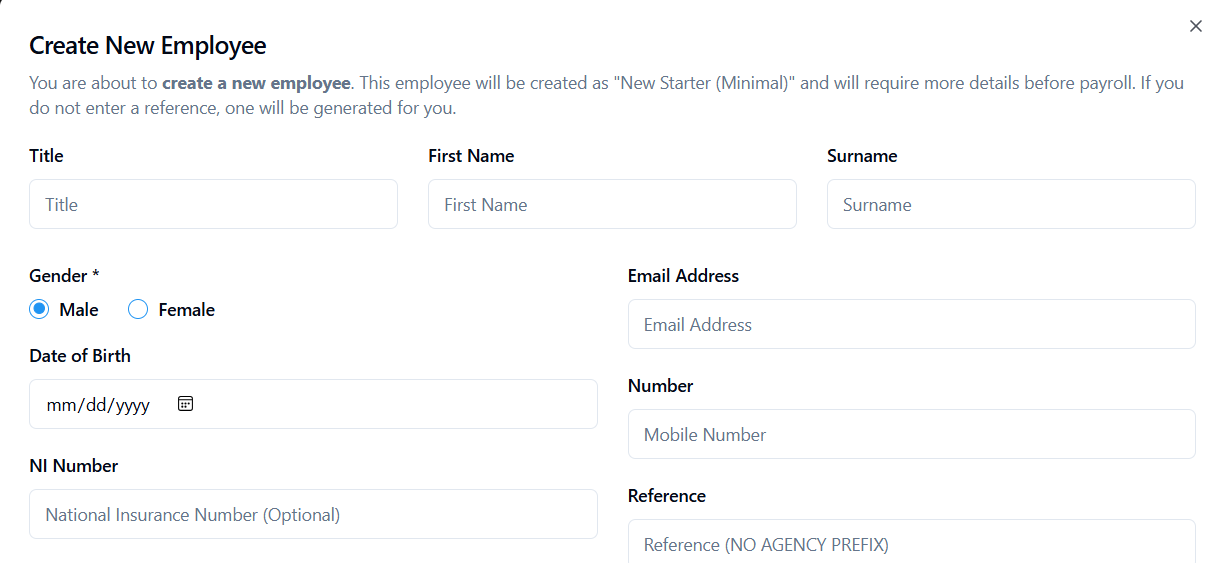 Create New Employee
You are about to create a new employee. This employee will be created as "New Starter (Minimal)" and will require more details before payroll. If you
do not enter a reference, one will be generated for you.
Title
First Name
Surname
Title
First Name
Surname
Gender *
Male
Female
Date of Birth
mm/dd/yyyy
NI Number
National Insurance Number (Optional)
Email Address
Email Address
Number
Mobile Number
Reference
Reference (NO AGENCY PREFIX)